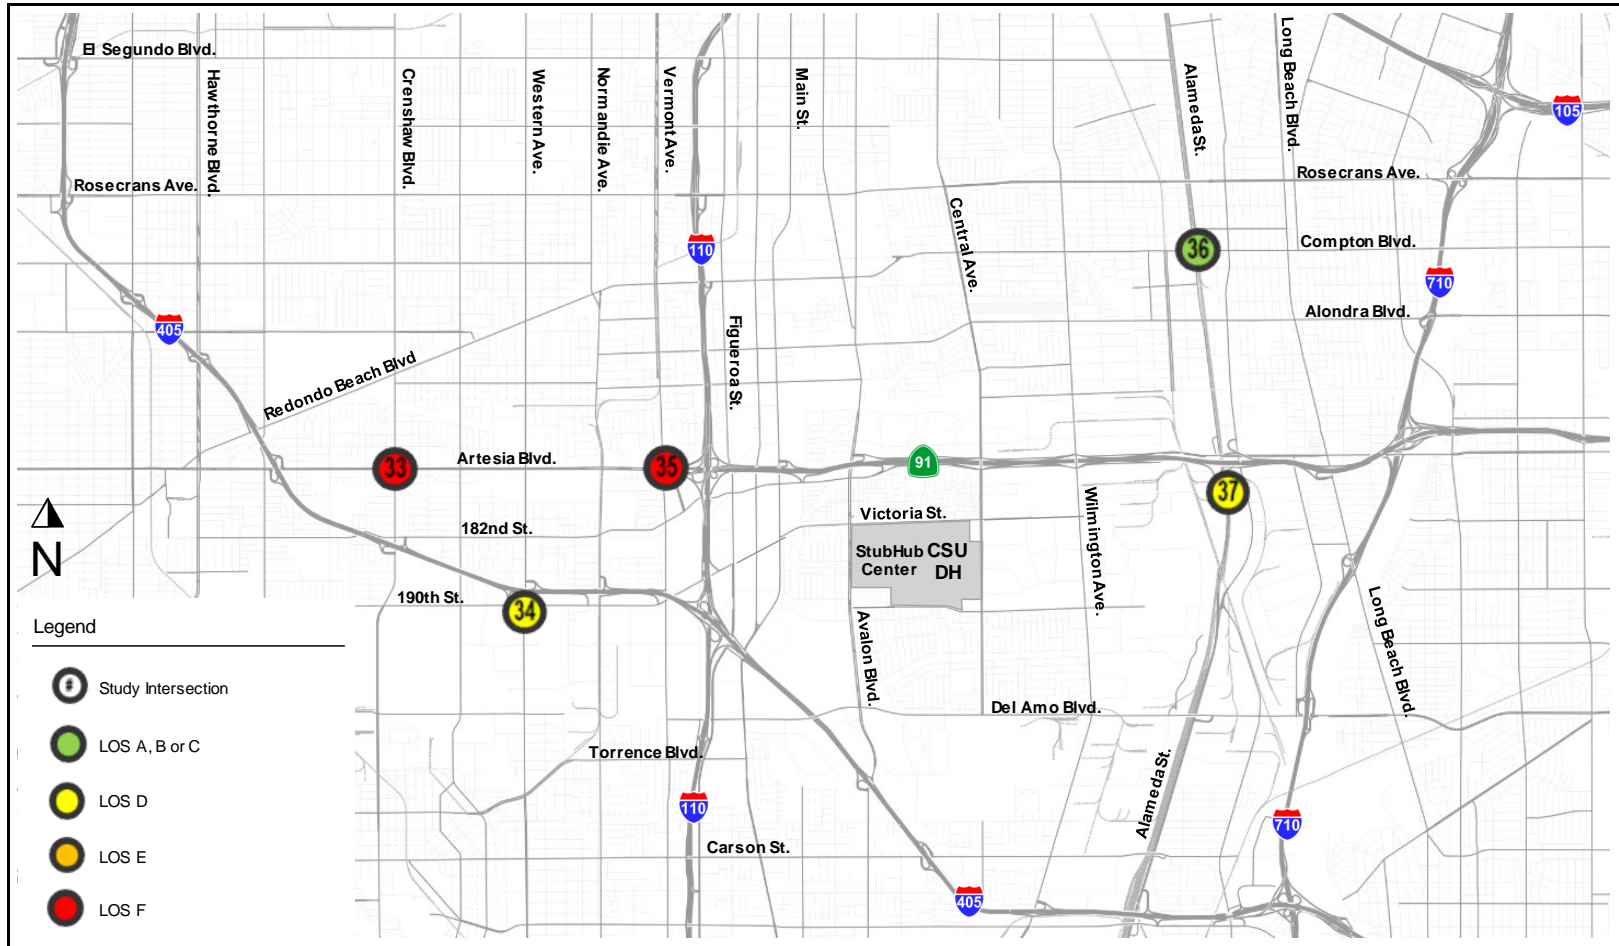 El Segundo Blvd.
Hawthorne Blvd.
Crenshaw Blvd.
Western Ave.
Normandie Ave.
Vermont Ave.
Main St.
Alameda St.
Long Beach Blvd.
105
Rosecrans Ave.
Rosecrans Ave.
Central Ave.
110
36
Compton Blvd.
710
Alondra Blvd.
405
Figueroa St.
Redondo Beach Blvd
33
Artesia Blvd.
35
91
37
Wilmington Ave.
Victoria St.
182nd St.
StubHub
Center
CSU
DH
N
190th St.
34
Avalon Blvd.
Long Beach Blvd.
Legend
#
Study Intersection
LOS A, B or C
LOS D
LOS E
LOS F
Del Amo Blvd.
Torrence Blvd.
Alameda St.
110
710
Carson St.
405